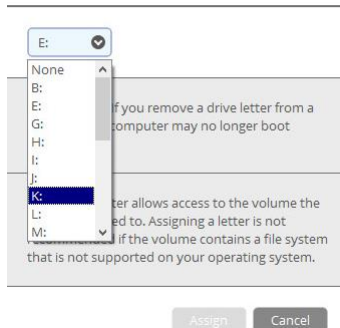 E:
None
B:
E:
G:
H:
I:
J:
K:
L:
M:
f you remove a drive letter from a
computer may no longer boot
ter allows access to the volume the
ed to. Assigning a letter is not
if the volume contains a file system
that is not supported on your operating system.
Assign Cancel